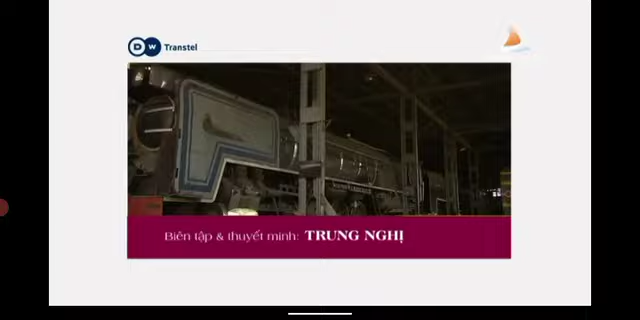 DW Transtel
Biên tập & thuyết minh: TRUNG NGHỊ